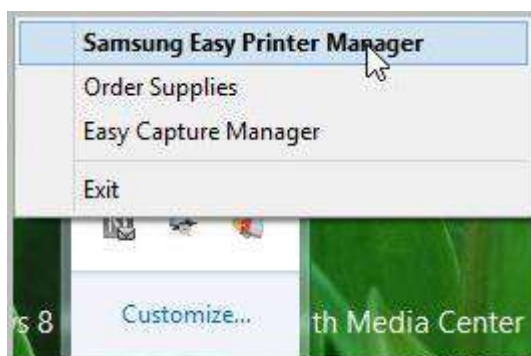 Samsung Easy Printer Manager
Order Supplies
Easy Capture Manager
Exit
Customize...
s 8
th Media Center